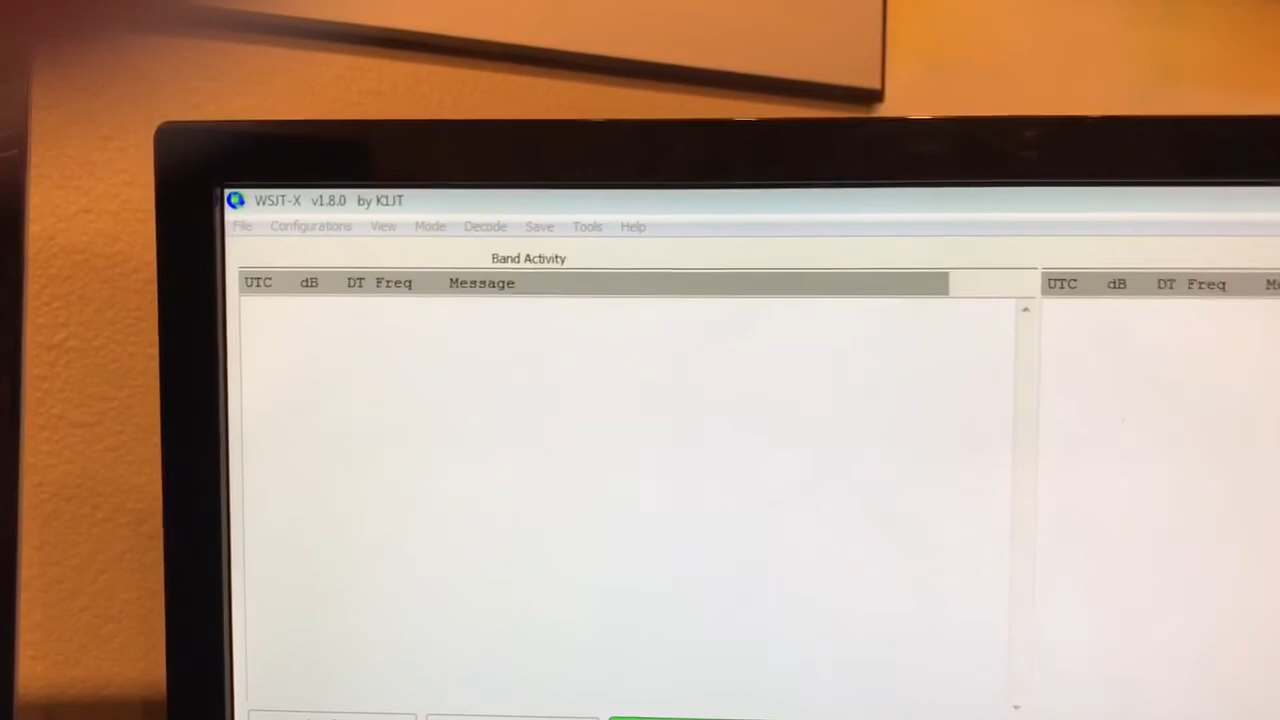 WSJT-X v1.8.0 by K1JT
File Configurations View Mode Decode Save Tools Help
Band Activity
UTC dB DT Freq Message
UTC dB DT Freq